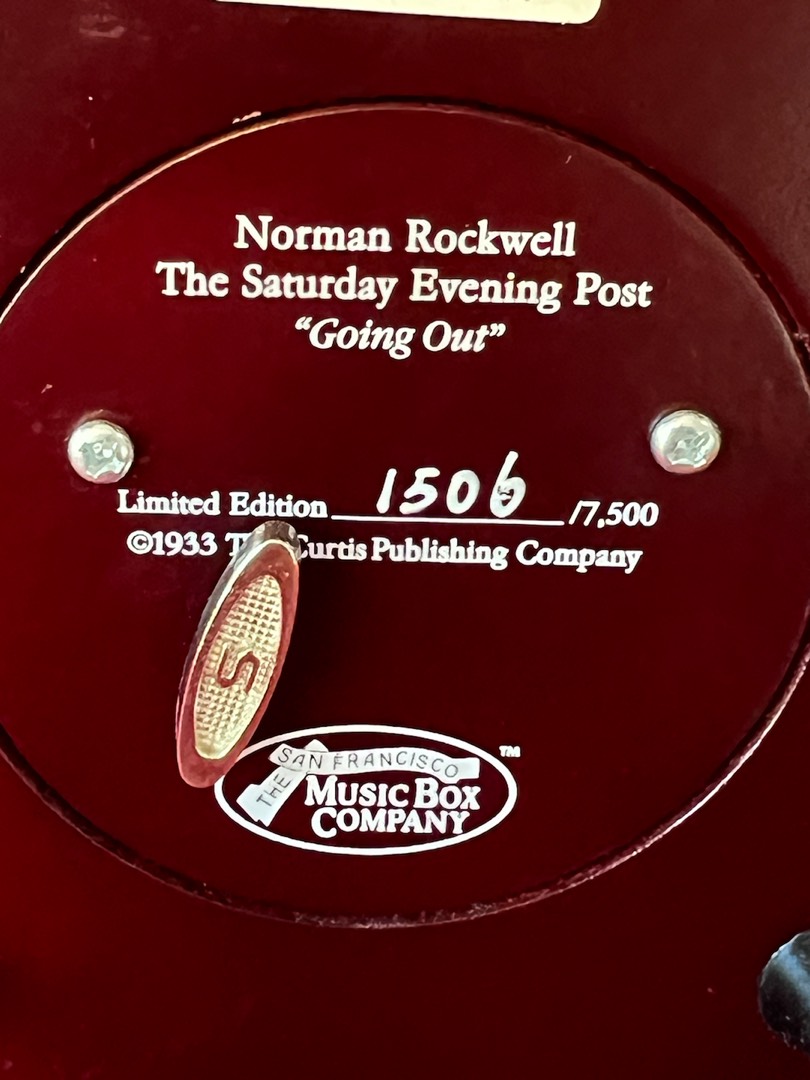 Norman Rockwell
The Saturday Evening Post
“Going Out”
Limited Edition 1506 /7,500
©1933 Curtis Publishing Company
S
THE SAN FRANCISCO
MUSIC BOX
COMPANY
TM